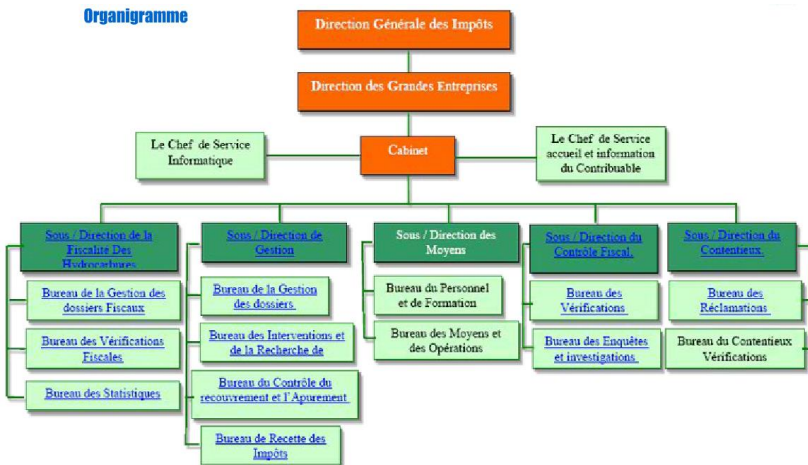 Organigramme
Direction Générale des Impôts
Direction des Grandes Entreprises
Cabinet
Le Chef de Service
Informatique
Le Chef de Service
accueil et information
du Contribuable
Sous / Direction de la
Fiscalité Des
Hydrocarbures
Bureau de la Gestion des
dossiers Fiscaux
Bureau des Vérifications
Fiscales
Bureau des Statistiques
Sous / Direction de
Gestion
Bureau de la Gestion
des dossiers
Bureau des Interventions et
de la Recherche de
Bureau du Contrôle du
recouvrement et l'Apurement
Bureau de Recette des
Impôts
Sous / Direction des
Moyens
Bureau du Personnel
et de Formation
Bureau des Moyens et
des Opérations
Sous / Direction du
Contrôle Fiscal.
Bureau des
Vérifications
Bureau des Enquêtes
et investigations
Sous / Direction du
Contentieux.
Bureau des
Réclamations
Bureau du Contentieux
Vérifications